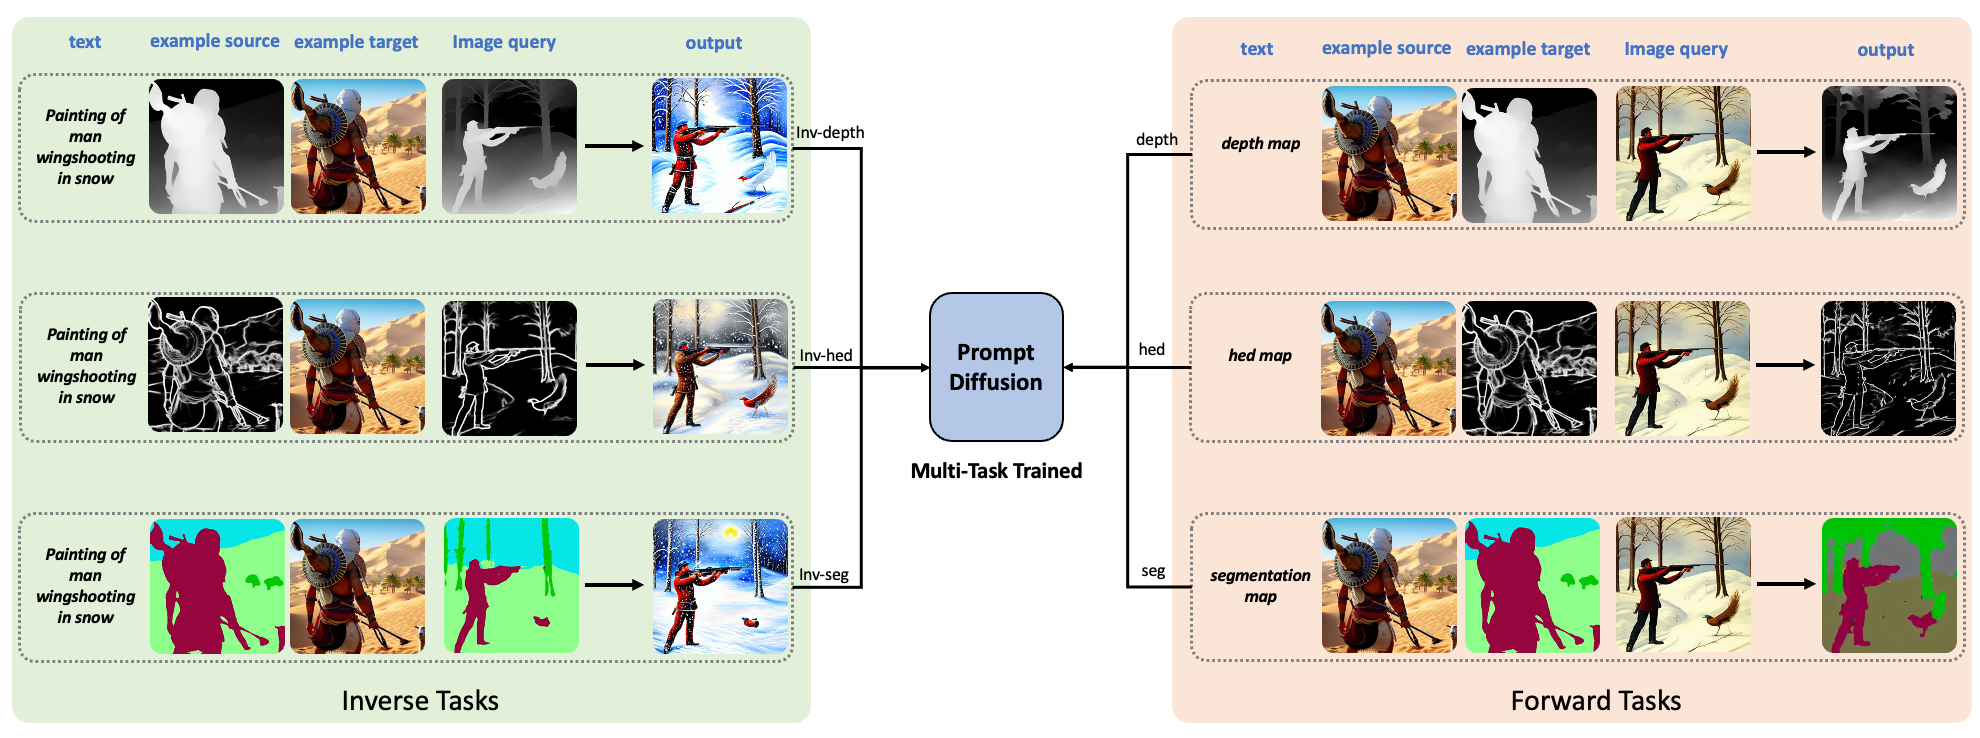 text
example source
example target
Image query
output
Painting of
man
wingshooting
in snow
Inv-depth
Painting of
man
wingshooting
in snow
Inv-hed
Painting of
man
wingshooting
in snow
Inv-seg
Inverse Tasks
Prompt
Diffusion
Multi-Task Trained
text
example source
example target
Image query
output
depth
depth map
hed
hed map
seg
segmentation
map
Forward Tasks